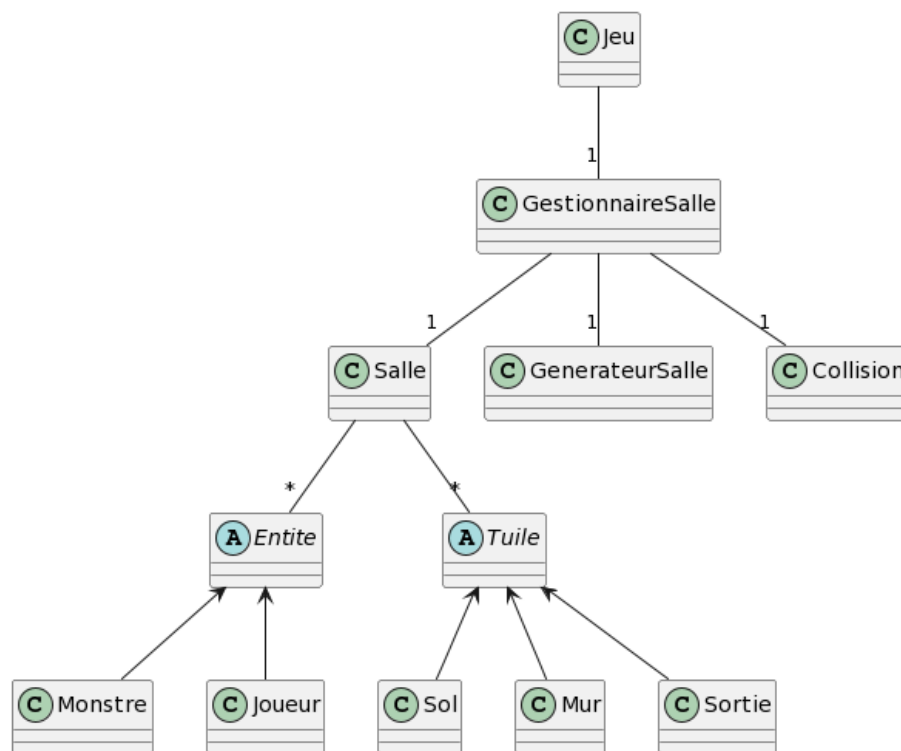 C Jeu
1
C GestionnaireSalle
1 1 1
C Salle C GenerateurSalle C Collision
* *
A Entite A Tuile
C Monstre C Joueur C Sol C Mur C Sortie